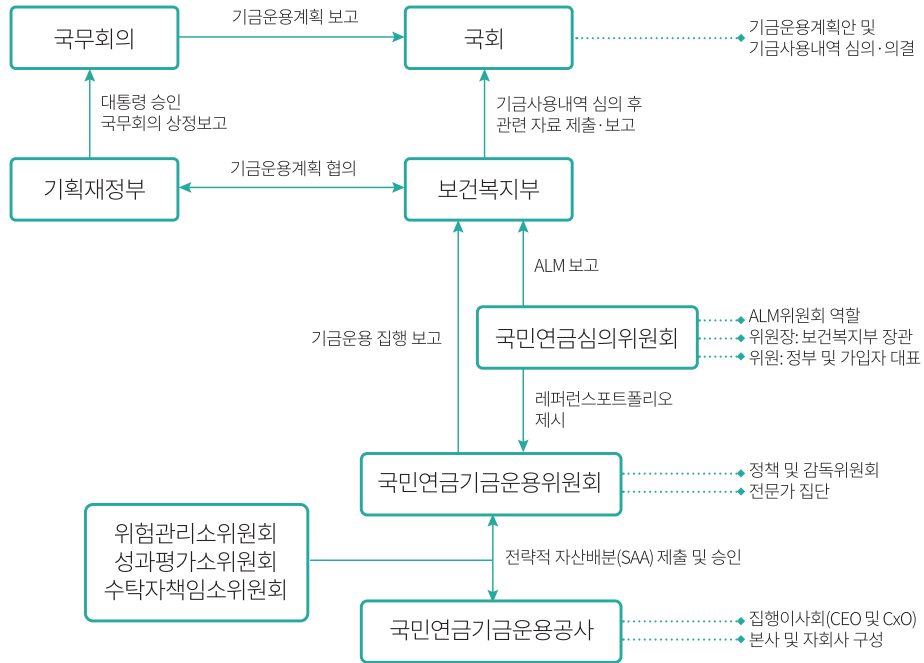 국무회의
기금운용계획 보고
국회
기금운용계획안 및
기금사용내역 심의·의결
대통령 승인
국무회의 상정보고
기금사용내역 심의 후
관련 자료 제출·보고
기획재정부
기금운용계획 협의
보건복지부
ALM 보고
기금운용 집행 보고
국민연금심의위원회
ALM위원회 역할
위원장: 보건복지부 장관
위원: 정부 및 가입자 대표
레퍼런스포트폴리오
제시
국민연금기금운용위원회
정책 및 감독위원회
전문가 집단
위험관리소위원회
성과평가소위원회
수탁자책임소위원회
전략적 자산배분(SAA) 제출 및 승인
국민연금기금운용공사
집행이사회(CEO 및 CxO)
본사 및 자회사 구성